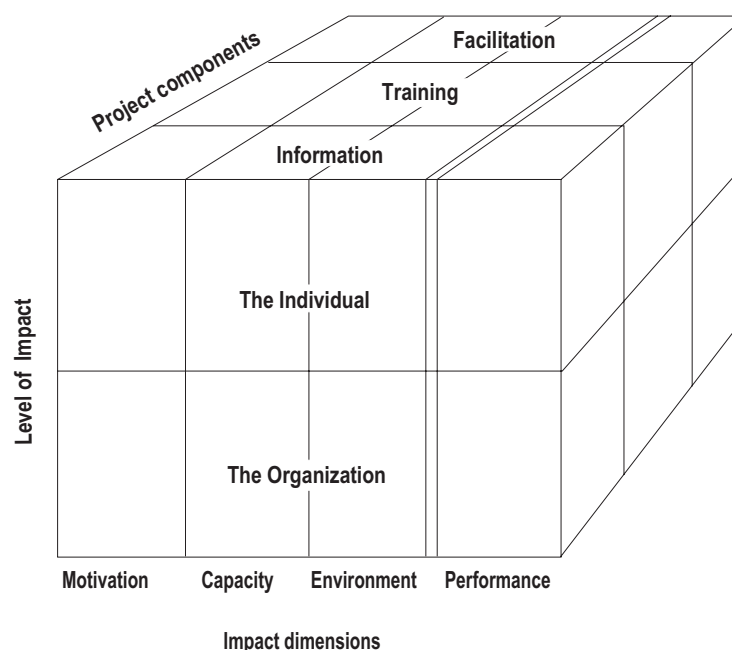 Project components
Facilitation
Training
Information
Level of Impact
The Individual
The Organization
Motivation Capacity Environment Performance
Impact dimensions